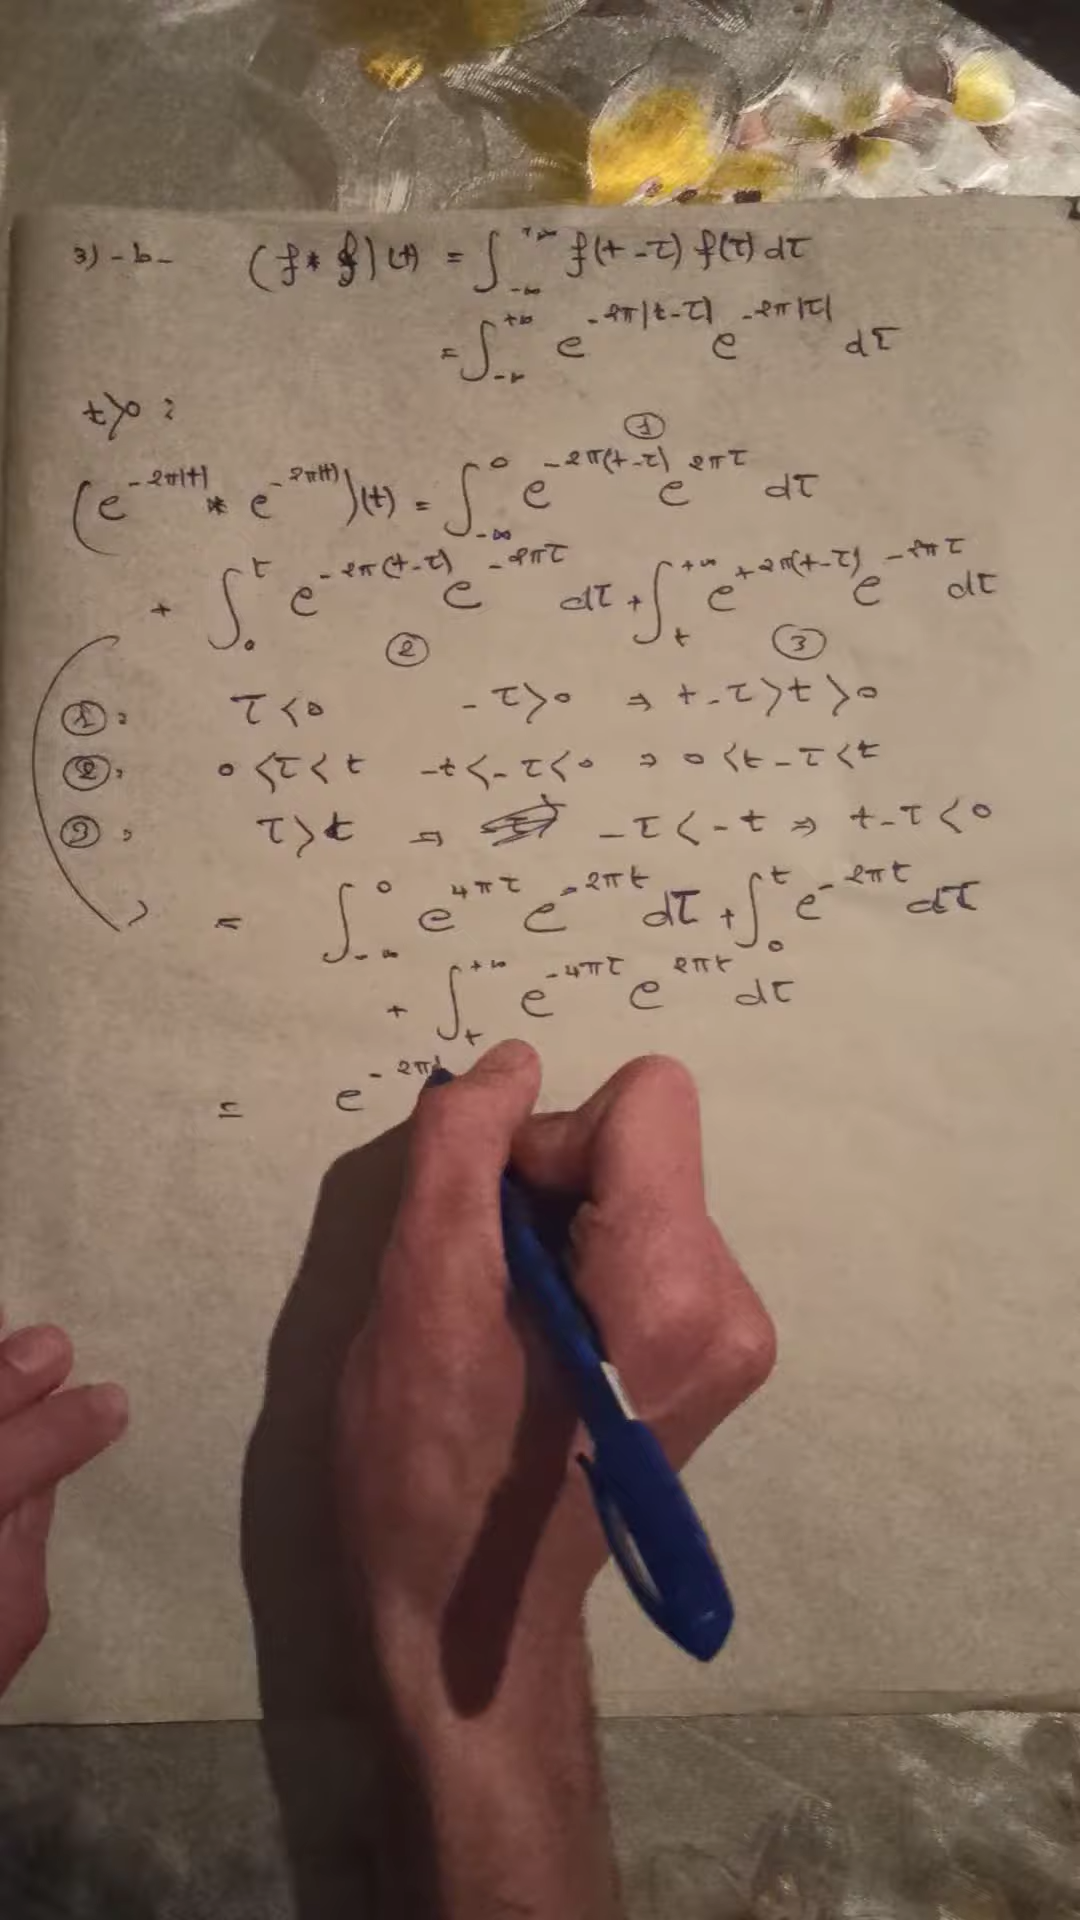 3) - b - (f * f)(t) = ∫_{-∞}^{+∞} f(t-τ) f(τ) dτ
= ∫_{-∞}^{+∞} e^{-2π|t-τ|} e^{-2π|τ|} dτ
t>0 :
①
(e^{-2π|t|} * e^{-2π|t|})(t) = ∫_{-∞}^{0} e^{-2π(t-τ)} e^{2πτ} dτ
+ ∫_{0}^{t} e^{-2π(t-τ)} e^{-2πτ} dτ + ∫_{t}^{+∞} e^{+2π(t-τ)} e^{-2πτ} dτ
② ③
①: τ<0 -τ>0 ⇒ t-τ>t>0
②: 0<τ<t -t<-τ<0 ⇒ 0<t-τ<t
③: τ>t ⇒ -τ<-t ⇒ t-τ<0
= ∫_{-∞}^{0} e^{4πτ} e^{-2πt} dτ + ∫_{0}^{t} e^{-2πt} dτ
+ ∫_{t}^{+∞} e^{-4πτ} e^{2πt} dτ
= e^{-2π